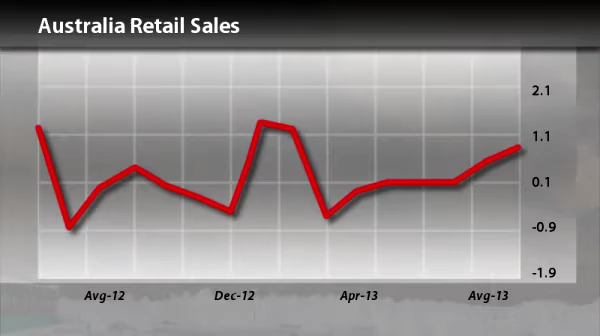 Australia Retail Sales
2.1
1.1
0.1
-0.9
-1.9
Avg-12 Dec-12 Apr-13 Avg-13